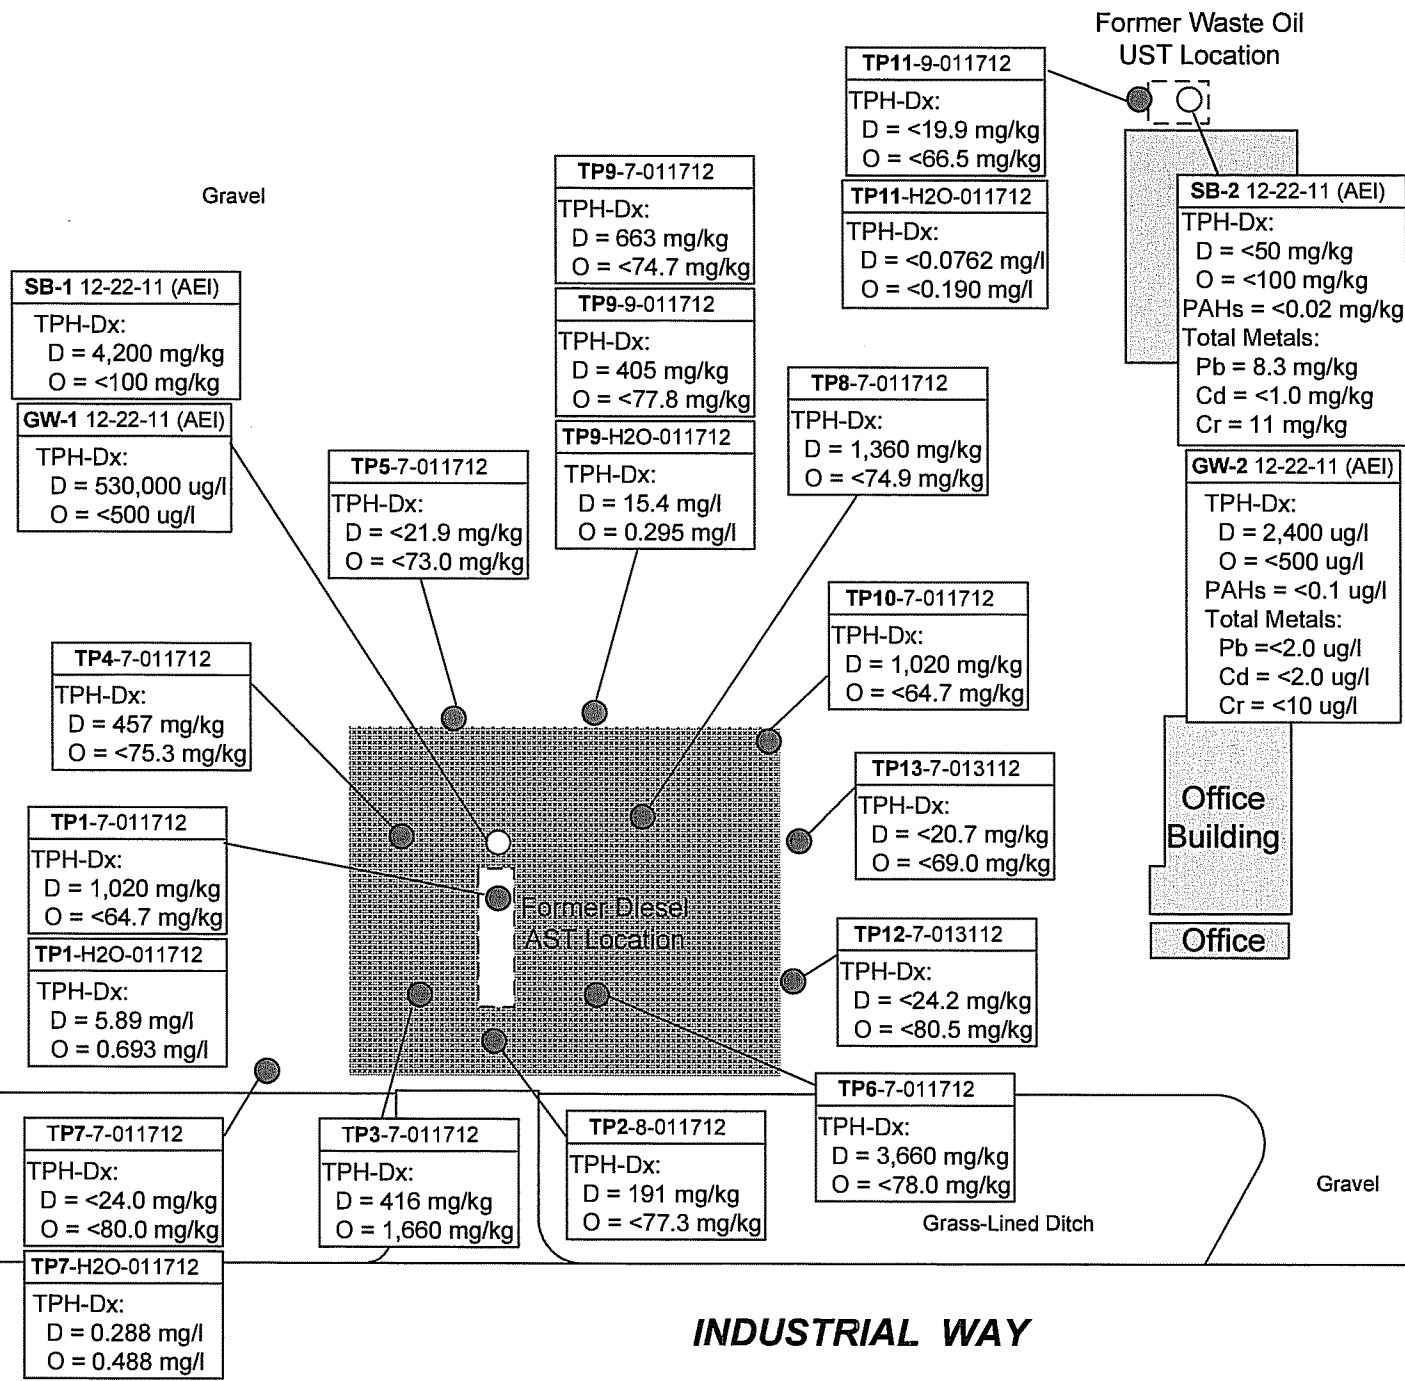 Former Waste Oil
UST Location
TP11-9-011712
TPH-Dx:
D = <19.9 mg/kg
O = <66.5 mg/kg
TP11-H2O-011712
TPH-Dx:
D = <0.0762 mg/l
O = <0.190 mg/l
SB-2 12-22-11 (AEI)
TPH-Dx:
D = <50 mg/kg
O = <100 mg/kg
PAHs = <0.02 mg/kg
Total Metals:
Pb = 8.3 mg/kg
Cd = <1.0 mg/kg
Cr = 11 mg/kg
GW-2 12-22-11 (AEI)
TPH-Dx:
D = 2,400 ug/l
O = <500 ug/l
PAHs = <0.1 ug/l
Total Metals:
Pb =<2.0 ug/l
Cd = <2.0 ug/l
Cr = <10 ug/l
Gravel
TP9-7-011712
TPH-Dx:
D = 663 mg/kg
O = <74.7 mg/kg
TP9-9-011712
TPH-Dx:
D = 405 mg/kg
O = <77.8 mg/kg
TP9-H2O-011712
TPH-Dx:
D = 15.4 mg/l
O = 0.295 mg/l
SB-1 12-22-11 (AEI)
TPH-Dx:
D = 4,200 mg/kg
O = <100 mg/kg
GW-1 12-22-11 (AEI)
TPH-Dx:
D = 530,000 ug/l
O = <500 ug/l
TP5-7-011712
TPH-Dx:
D = <21.9 mg/kg
O = <73.0 mg/kg
TP8-7-011712
TPH-Dx:
D = 1,360 mg/kg
O = <74.9 mg/kg
TP10-7-011712
TPH-Dx:
D = 1,020 mg/kg
O = <64.7 mg/kg
TP4-7-011712
TPH-Dx:
D = 457 mg/kg
O = <75.3 mg/kg
TP13-7-013112
TPH-Dx:
D = <20.7 mg/kg
O = <69.0 mg/kg
Office
Building
Office
TP1-7-011712
TPH-Dx:
D = 1,020 mg/kg
O = <64.7 mg/kg
TP1-H2O-011712
TPH-Dx:
D = 5.89 mg/l
O = 0.693 mg/l
Former Diesel
AST Location
TP12-7-013112
TPH-Dx:
D = <24.2 mg/kg
O = <80.5 mg/kg
TP6-7-011712
TPH-Dx:
D = 3,660 mg/kg
O = <78.0 mg/kg
TP7-7-011712
TPH-Dx:
D = <24.0 mg/kg
O = <80.0 mg/kg
TP7-H2O-011712
TPH-Dx:
D = 0.288 mg/l
O = 0.488 mg/l
TP3-7-011712
TPH-Dx:
D = 416 mg/kg
O = 1,660 mg/kg
TP2-8-011712
TPH-Dx:
D = 191 mg/kg
O = <77.3 mg/kg
Grass-Lined Ditch
Gravel
INDUSTRIAL WAY